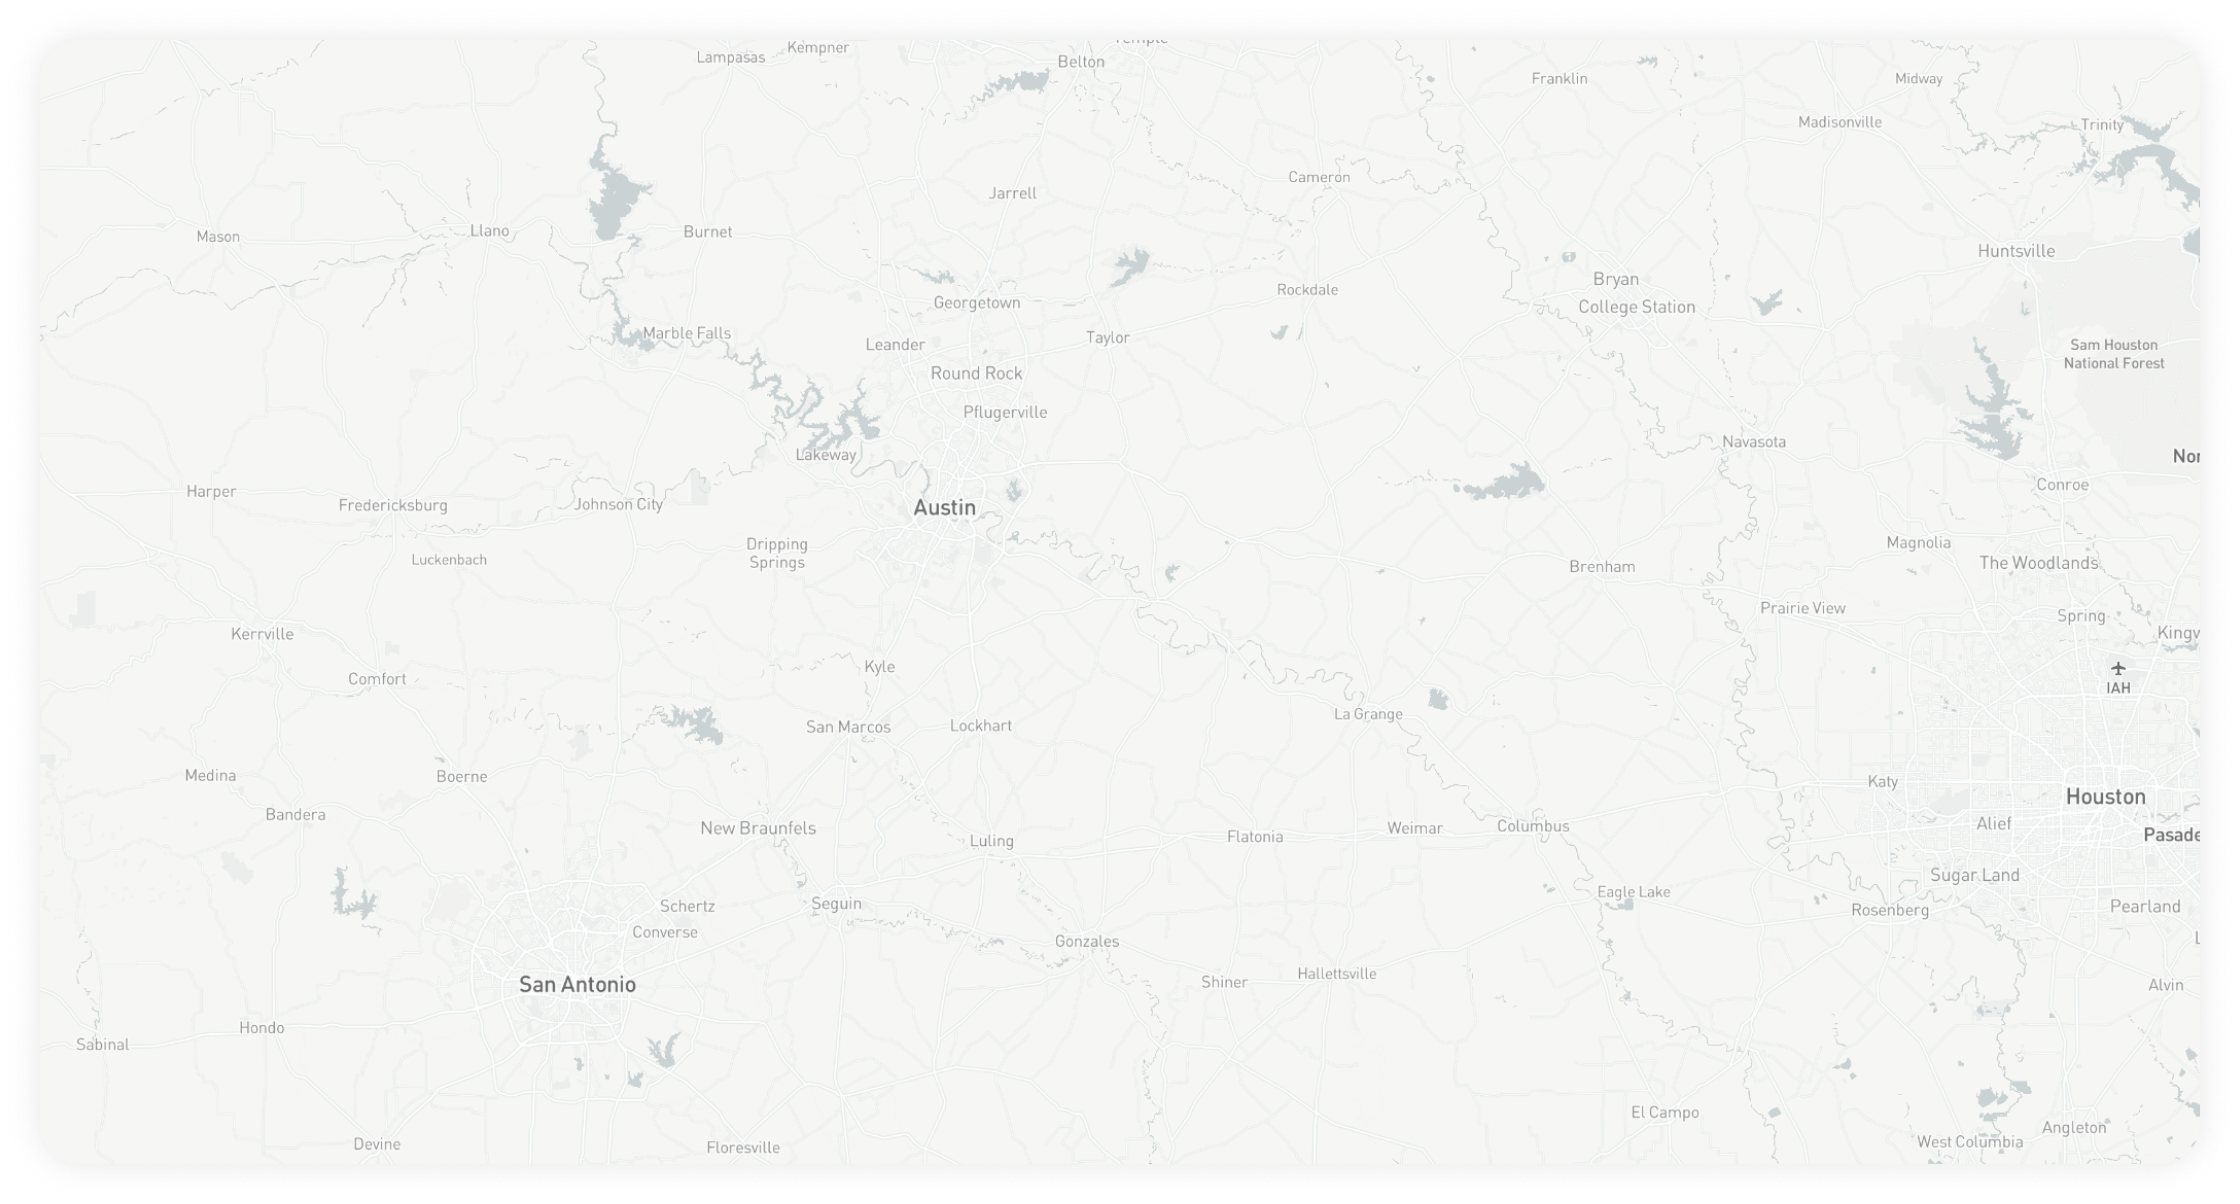 Temple
Kempner
Lampasas
Belton
Franklin
Midway
Madisonville
Trinity
Cameron
Jarrell
Mason
Llano
Burnet
Huntsville
Bryan
College Station
Rockdale
Georgetown
Marble Falls
Taylor
Leander
Sam Houston
National Forest
Round Rock
Pflugerville
Navasota
Lakeway
Nor
Conroe
Harper
Fredericksburg
Johnson City
Austin
Magnolia
Dripping
Springs
Luckenbach
The Woodlands
Brenham
Prairie View
Spring
Kerrville
Kingw
Kyle
Comfort
IAH
La Grange
San Marcos
Lockhart
Medina
Boerne
Katy
Houston
Bandera
Alief
New Braunfels
Weimar
Columbus
Pasade
Flatonia
Luling
Sugar Land
Eagle Lake
Seguin
Schertz
Rosenberg
Pearland
Converse
L
Gonzales
Hallettsville
Shiner
San Antonio
Alvin
Hondo
Sabinal
El Campo
Angleton
West Columbia
Devine
Floresville